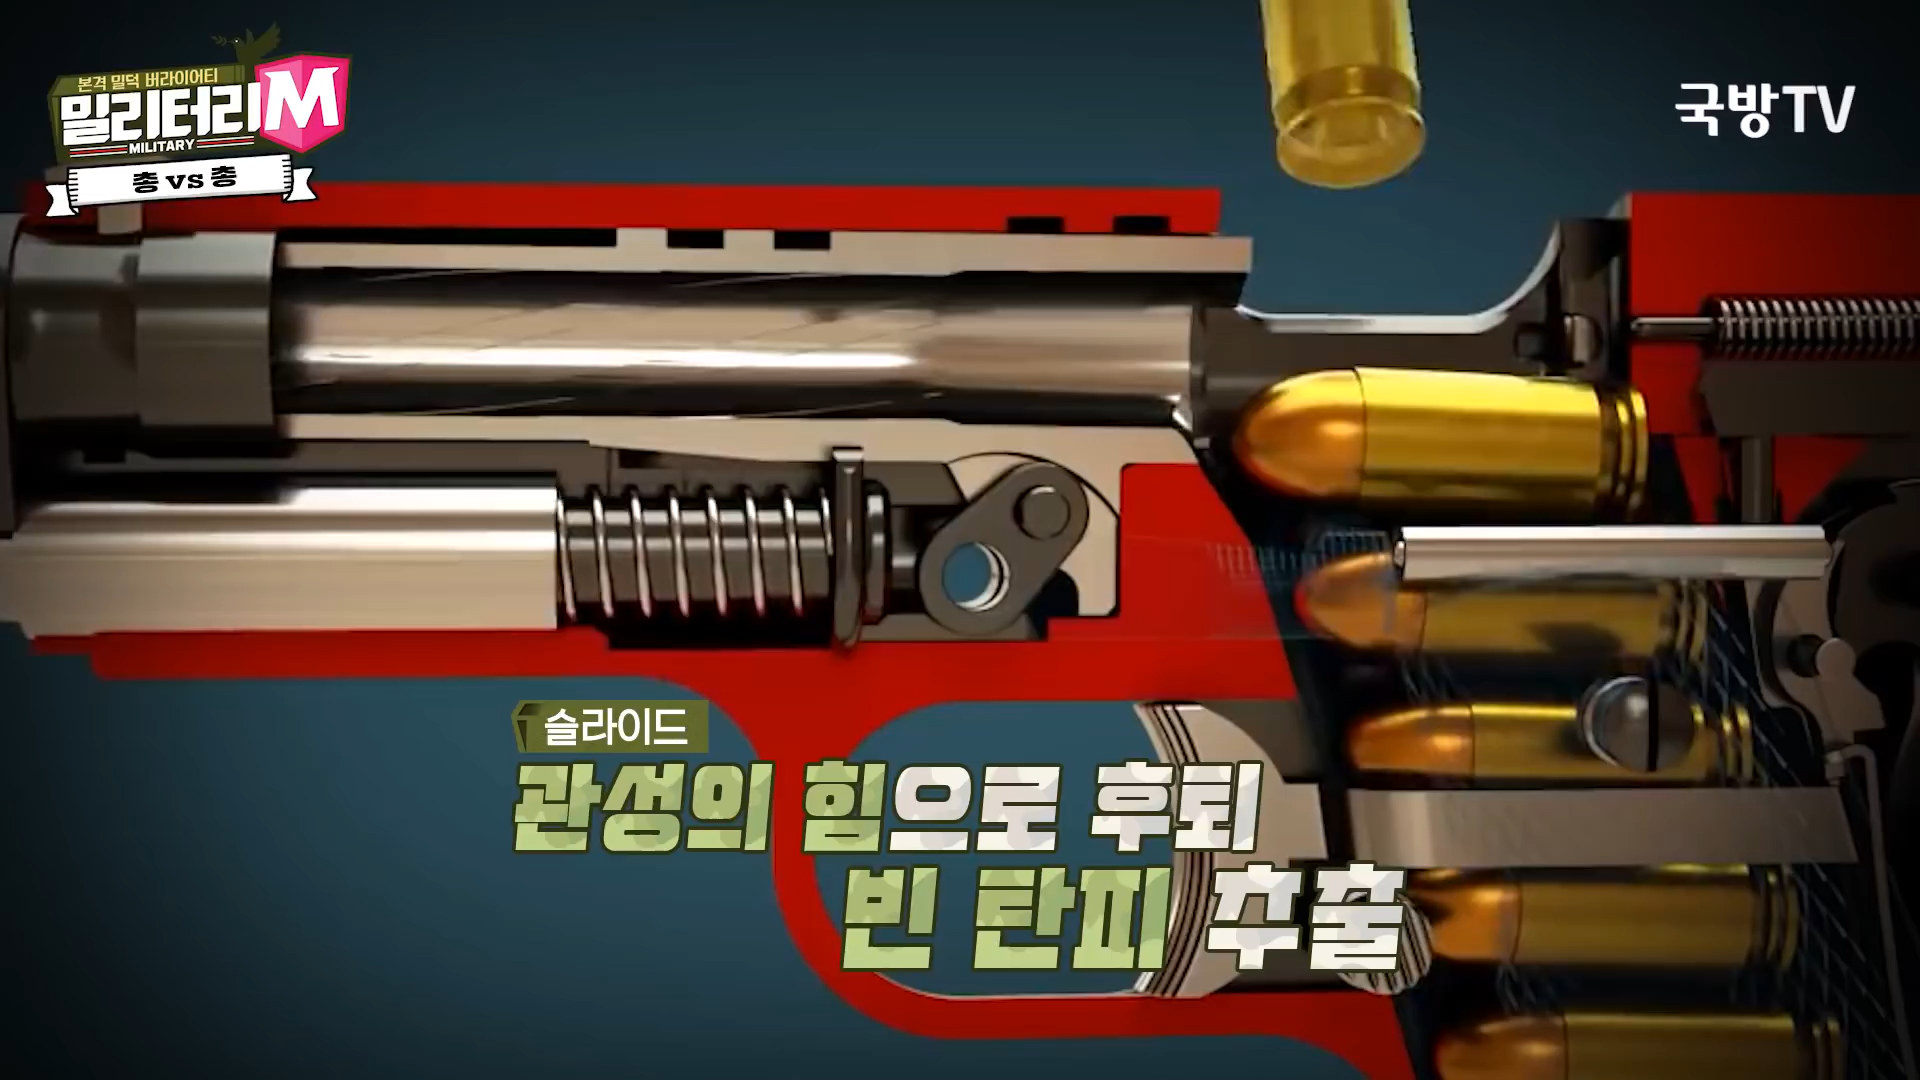 본격 밀덕 버라이어티
밀리터리M
MILITARY
총 vs 총
국방TV
슬라이드
관성의 힘으로 후퇴
빈 탄피 추출